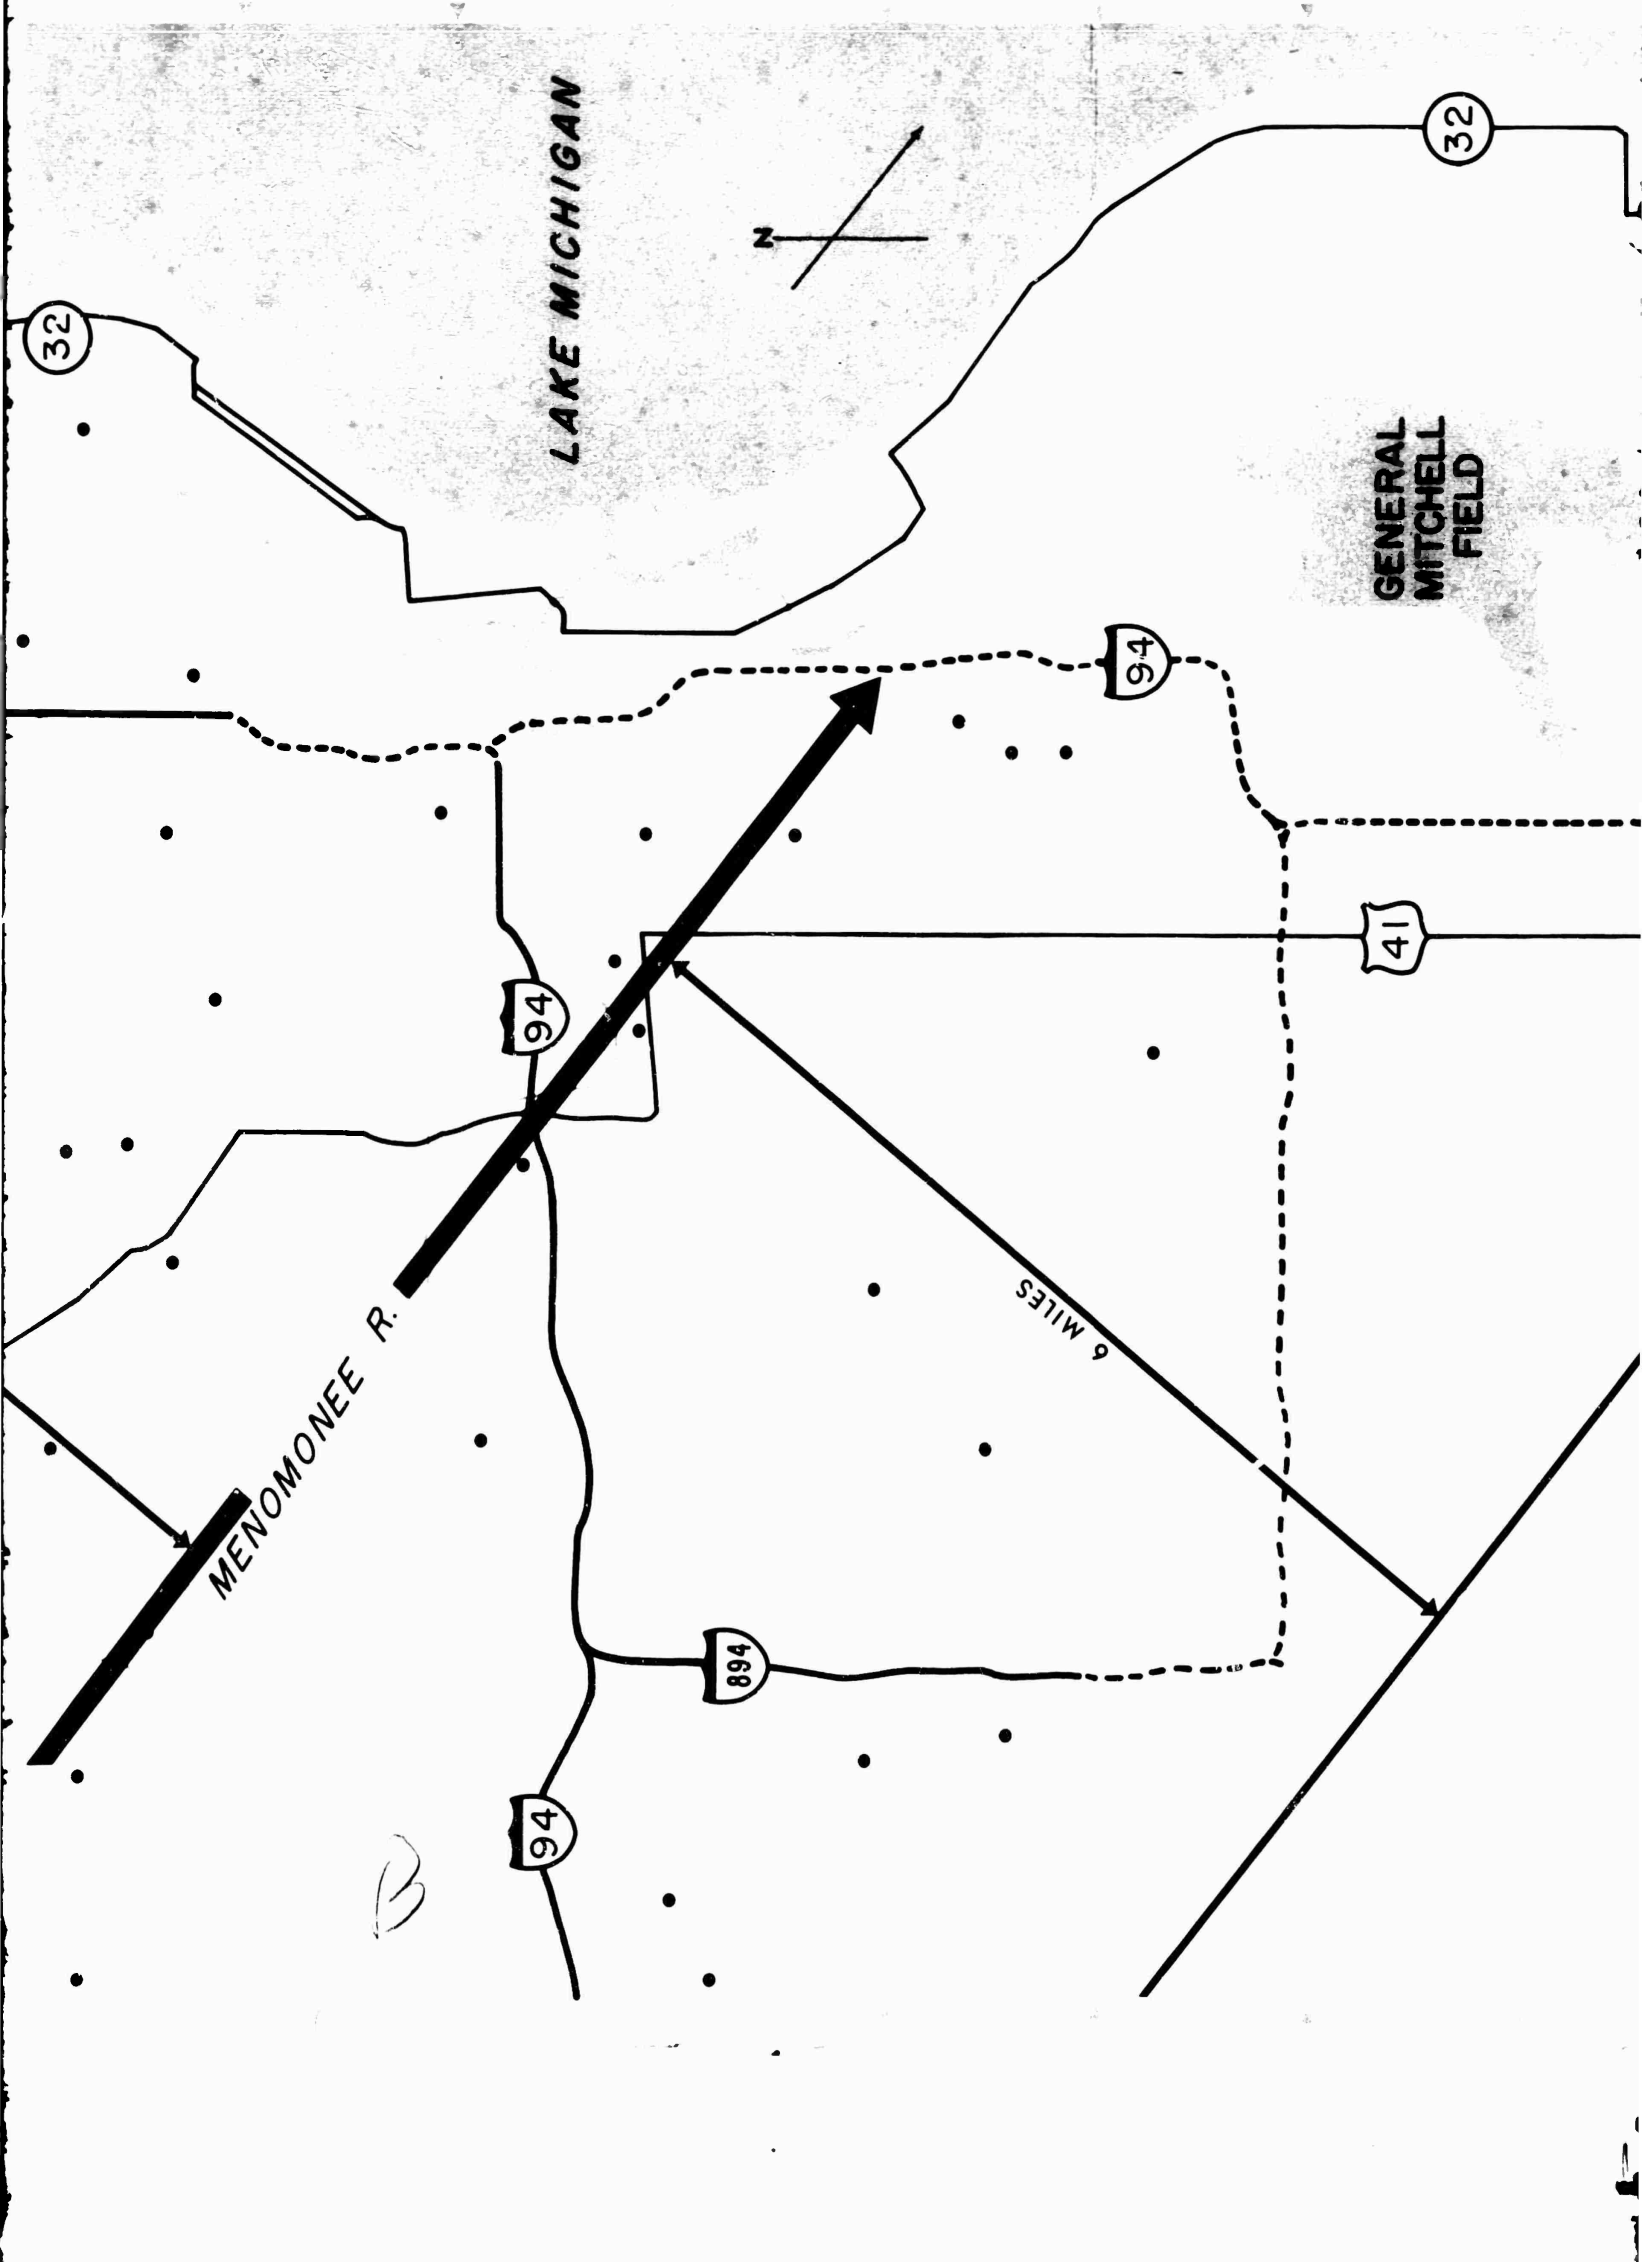 LAKE MICHIGAN
N
32
32
GENERAL
MITCHELL
FIELD
94
41
94
6 MILES
MENOMONEE R.
894
94
B